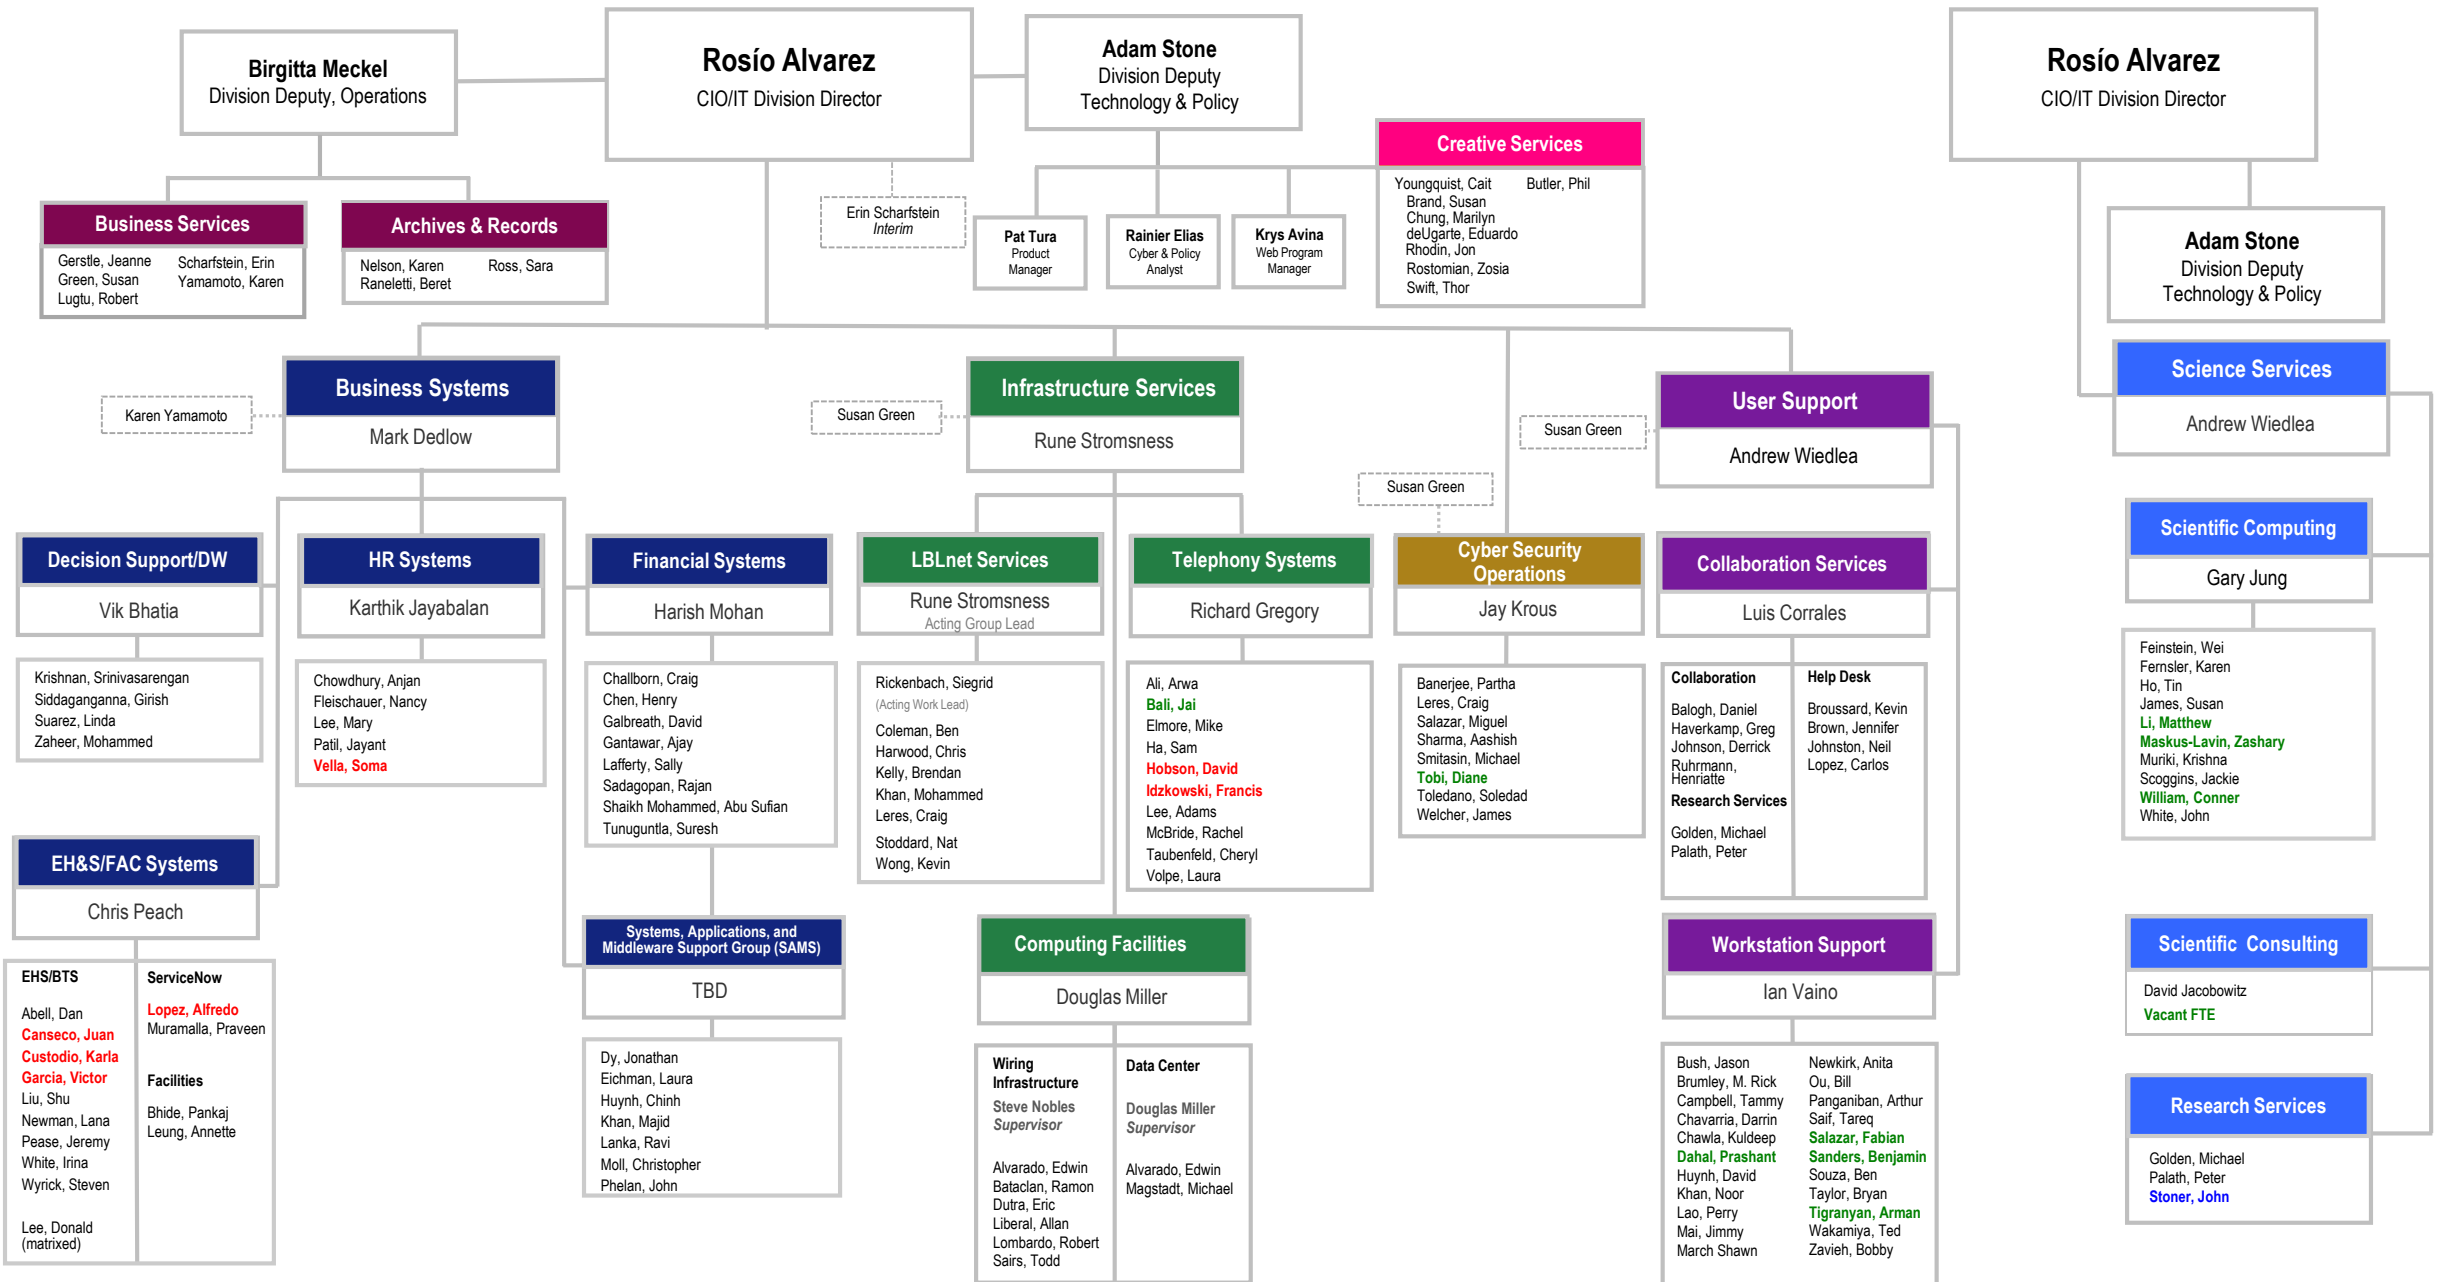 Birgitta Meckel
Division Deputy, Operations
Rosío Alvarez
CIO/IT Division Director
Adam Stone
Division Deputy
Technology & Policy
Rosío Alvarez
CIO/IT Division Director
Creative Services
Youngquist, Cait
Brand, Susan
Chung, Marilyn
deUgarte, Eduardo
Rhodin, Jon
Rostomian, Zosia
Swift, Thor
Butler, Phil
Business Services
Gerstle, Jeanne
Green, Susan
Lugtu, Robert
Scharfstein, Erin
Yamamoto, Karen
Archives & Records
Nelson, Karen
Raneletti, Beret
Ross, Sara
Erin Scharfstein
Interim
Pat Tura
Product
Manager
Rainier Elias
Cyber & Policy
Analyst
Krys Avina
Web Program
Manager
Adam Stone
Division Deputy
Technology & Policy
Karen Yamamoto
Business Systems
Mark Dedlow
Susan Green
Infrastructure Services
Rune Stromsness
Susan Green
User Support
Andrew Wiedlea
Science Services
Andrew Wiedlea
Susan Green
Decision Support/DW
Vik Bhatia
Krishnan, Srinivasarengan
Siddaganganna, Girish
Suarez, Linda
Zaheer, Mohammed
HR Systems
Karthik Jayabalan
Chowdhury, Anjan
Fleischauer, Nancy
Lee, Mary
Patil, Jayant
Vella, Soma
Financial Systems
Harish Mohan
Challborn, Craig
Chen, Henry
Galbreath, David
Gantawar, Ajay
Lafferty, Sally
Sadagopan, Rajan
Shaikh Mohammed, Abu Sufian
Tunuguntla, Suresh
LBLnet Services
Rune Stromsness
Acting Group Lead
Rickenbach, Siegrid
(Acting Work Lead)
Coleman, Ben
Harwood, Chris
Kelly, Brendan
Khan, Mohammed
Leres, Craig
Stoddard, Nat
Wong, Kevin
Telephony Systems
Richard Gregory
Ali, Arwa
Bali, Jai
Elmore, Mike
Ha, Sam
Hobson, David
Idzkowski, Francis
Lee, Adams
McBride, Rachel
Taubenfeld, Cheryl
Volpe, Laura
Cyber Security
Operations
Jay Krous
Banerjee, Partha
Leres, Craig
Salazar, Miguel
Sharma, Aashish
Smitasin, Michael
Tobi, Diane
Toledano, Soledad
Welcher, James
Collaboration Services
Luis Corrales
Collaboration
Balogh, Daniel
Haverkamp, Greg
Johnson, Derrick
Ruhrmann,
Henriatte
Research Services
Golden, Michael
Palath, Peter
Help Desk
Broussard, Kevin
Brown, Jennifer
Johnston, Neil
Lopez, Carlos
Scientific Computing
Gary Jung
Feinstein, Wei
Fernsler, Karen
Ho, Tin
James, Susan
Li, Matthew
Maskus-Lavin, Zashary
Muriki, Krishna
Scoggins, Jackie
William, Conner
White, John
EH&S/FAC Systems
Chris Peach
EHS/BTS
Abell, Dan
Canseco, Juan
Custodio, Karla
Garcia, Victor
Liu, Shu
Newman, Lana
Pease, Jeremy
White, Irina
Wyrick, Steven
Lee, Donald
(matrixed)
ServiceNow
Lopez, Alfredo
Muramalla, Praveen
Facilities
Bhide, Pankaj
Leung, Annette
Systems, Applications, and
Middleware Support Group (SAMS)
TBD
Dy, Jonathan
Eichman, Laura
Huynh, Chinh
Khan, Majid
Lanka, Ravi
Moll, Christopher
Phelan, John
Computing Facilities
Douglas Miller
Wiring
Infrastructure
Steve Nobles
Supervisor
Alvarado, Edwin
Bataclan, Ramon
Dutra, Eric
Liberal, Allan
Lombardo, Robert
Sairs, Todd
Data Center
Douglas Miller
Supervisor
Alvarado, Edwin
Magstadt, Michael
Workstation Support
Ian Vaino
Bush, Jason
Brumley, M. Rick
Campbell, Tammy
Chavarria, Darrin
Chawla, Kuldeep
Dahal, Prashant
Huynh, David
Khan, Noor
Lao, Perry
Mai, Jimmy
March Shawn
Newkirk, Anita
Ou, Bill
Panganiban, Arthur
Saif, Tareq
Salazar, Fabian
Sanders, Benjamin
Souza, Ben
Taylor, Bryan
Tigranyan, Arman
Wakamiya, Ted
Zavieh, Bobby
Scientific Consulting
David Jacobowitz
Vacant FTE
Research Services
Golden, Michael
Palath, Peter
Stoner, John